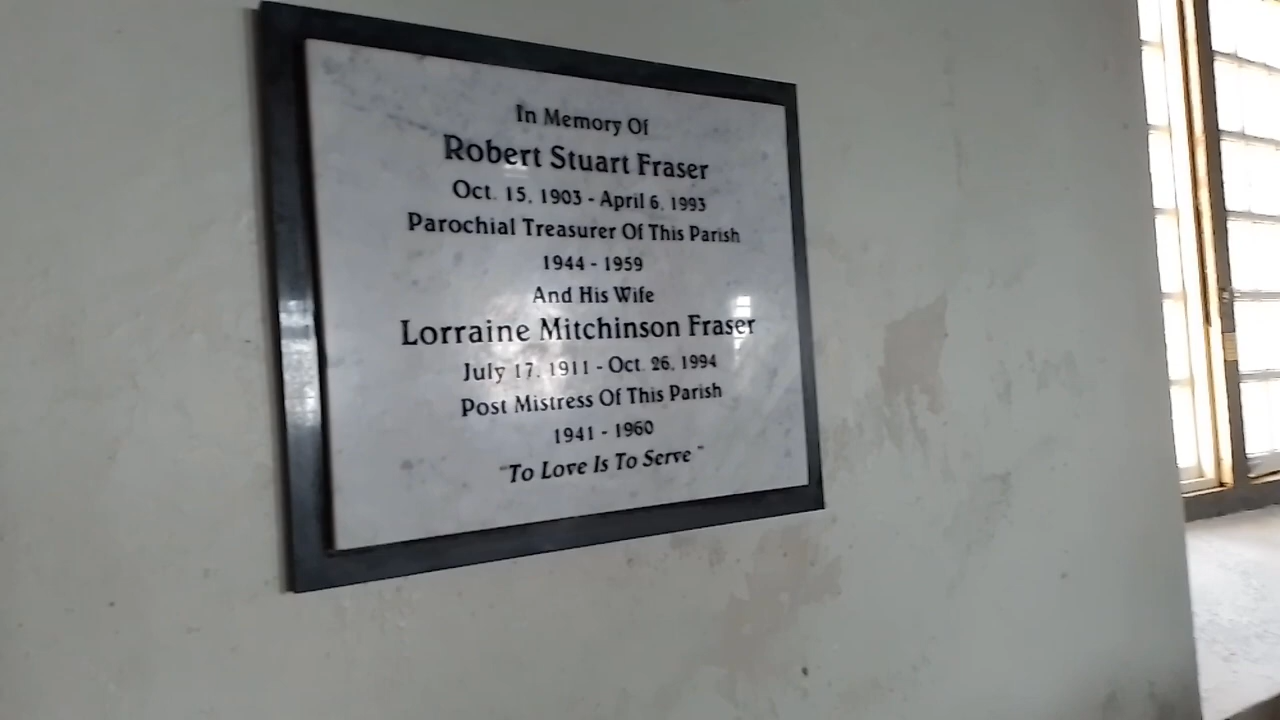 In Memory Of
Robert Stuart Fraser
Oct. 15, 1903 - April 6, 1993
Parochial Treasurer Of This Parish
1944 - 1959
And His Wife
Lorraine Mitchinson Fraser
July 17, 1911 - Oct. 26, 1994
Post Mistress Of This Parish
1941 - 1960
"To Love Is To Serve"